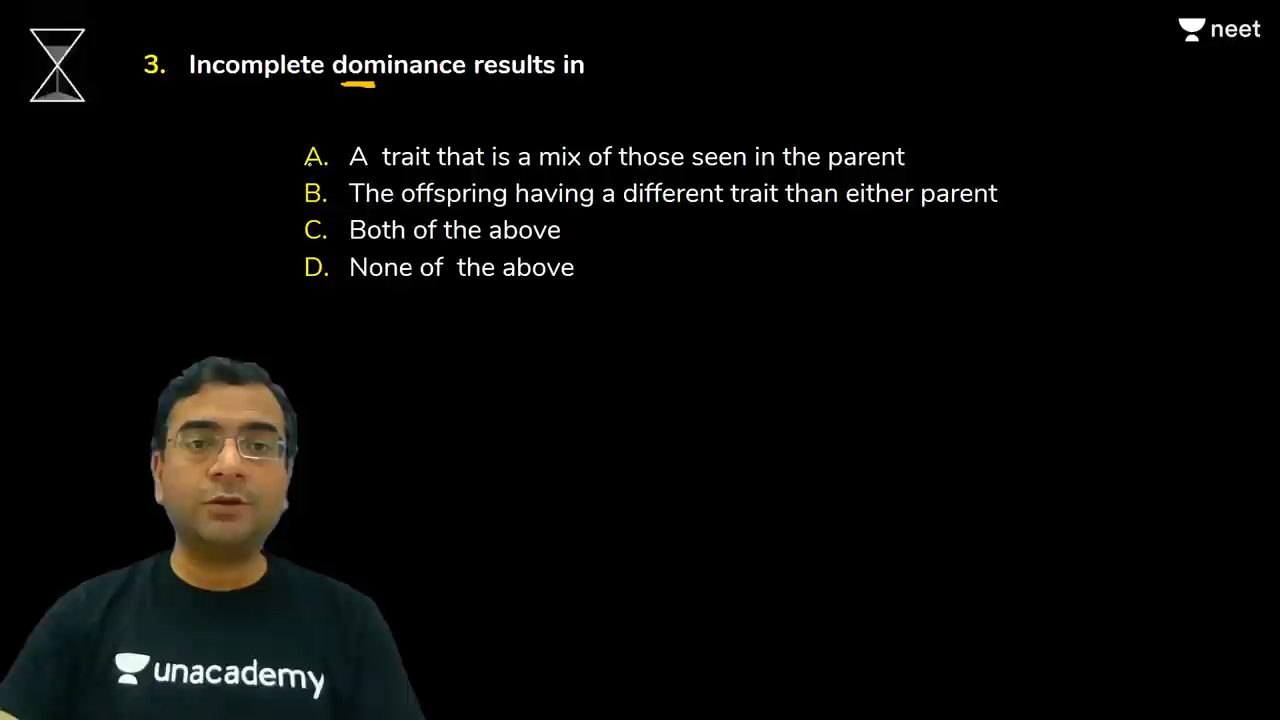 neet
3. Incomplete dominance results in
A. A trait that is a mix of those seen in the parent
B. The offspring having a different trait than either parent
C. Both of the above
D. None of the above
unacademy